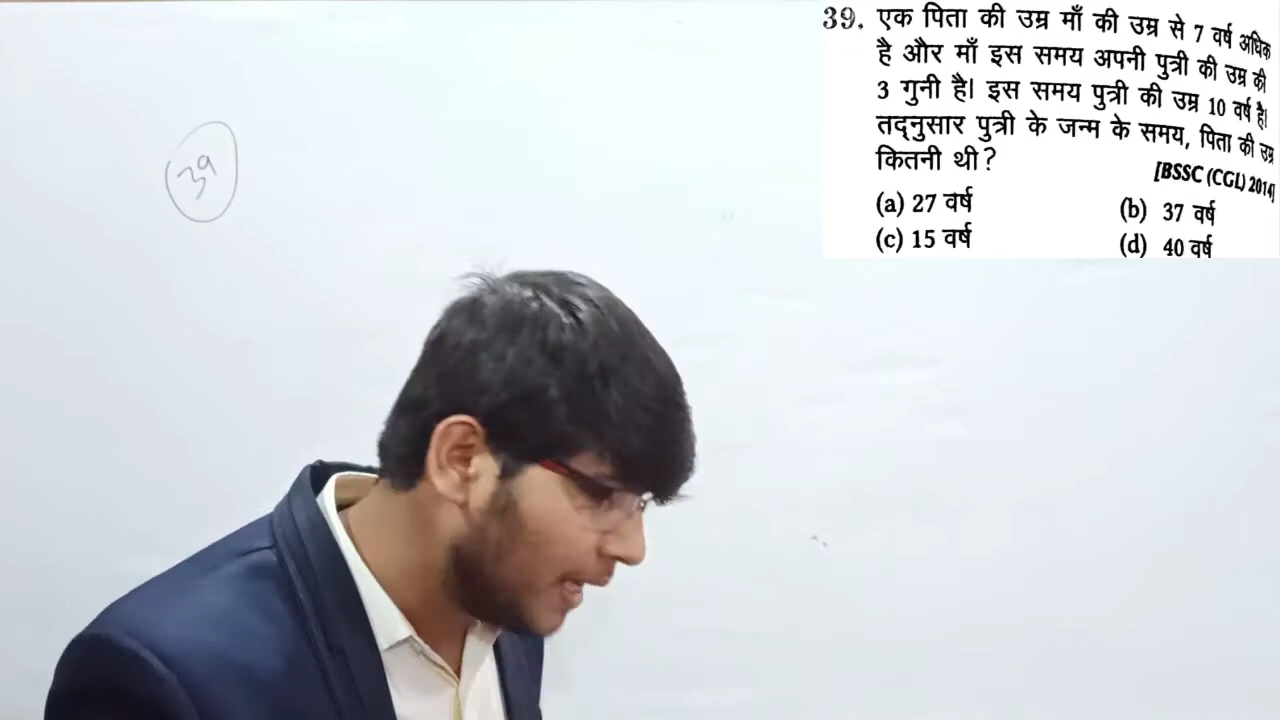 39. एक पिता की उम्र माँ की उम्र से 7 वर्ष अधिक
है और माँ इस समय अपनी पुत्री की उम्र की
3 गुनी है। इस समय पुत्री की उम्र 10 वर्ष है।
तद्नुसार पुत्री के जन्म के समय, पिता की उम्र
कितनी थी?
[BSSC (CGL) 2014]
(a) 27 वर्ष (b) 37 वर्ष
(c) 15 वर्ष (d) 40 वर्ष
39